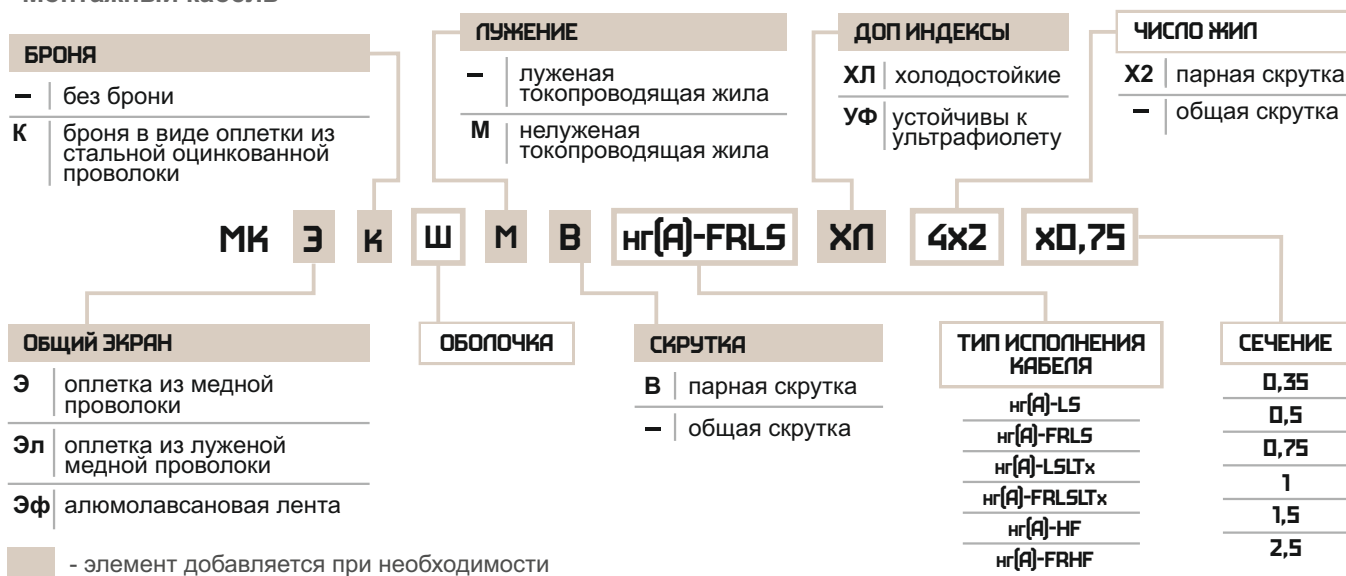 Монтажный кабель
БРОНЯ
– без брони
К броня в виде оплетки из
стальной оцинкованной
проволоки
ЛУЖЕНИЕ
– луженая
токопроводящая жила
М нелуженая
токопроводящая жила
ДОП ИНДЕКСЫ
ХЛ холодостойкие
УФ устойчивы к
ультрафиолету
ЧИСЛО ЖИЛ
Х2 парная скрутка
– общая скрутка
МК Э К Ш М В нг(А)-FRLS ХЛ 4х2 х0,75
ОБЩИЙ ЭКРАН
Э оплетка из медной
проволоки
Эл оплетка из луженой
медной проволоки
Эф алюмолавсановая лента
ОБОЛОЧКА
СКРУТКА
В парная скрутка
– общая скрутка
ТИП ИСПОЛНЕНИЯ
КАБЕЛЯ
нг(А)-LS
нг(А)-FRLS
нг(А)-LSLTx
нг(А)-FRLSLTx
нг(А)-HF
нг(А)-FRHF
СЕЧЕНИЕ
0,35
0,5
0,75
1
1,5
2,5
- элемент добавляется при необходимости